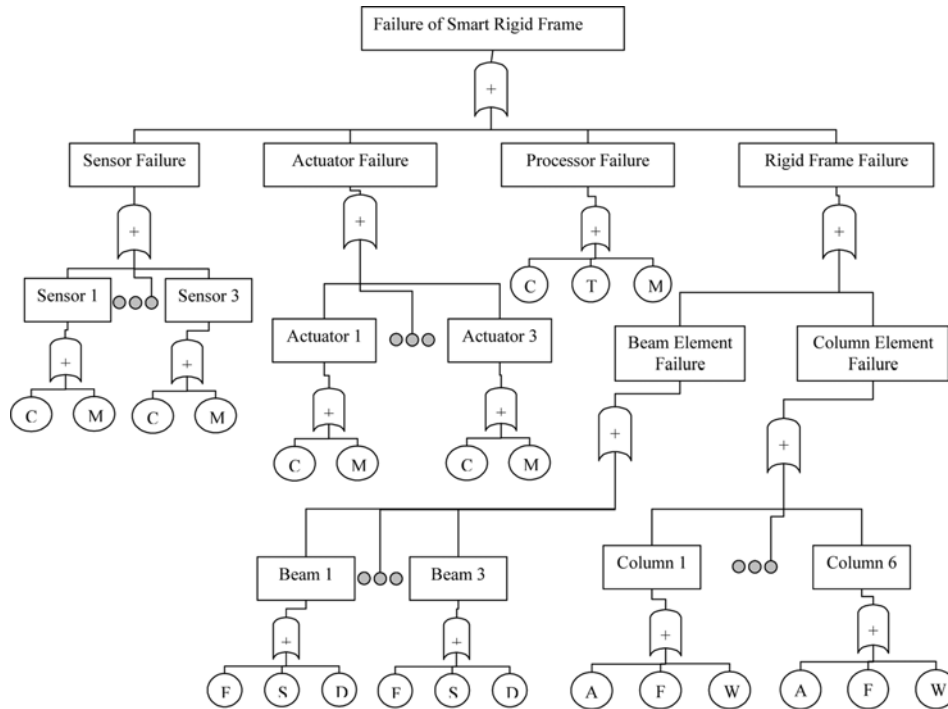 Failure of Smart Rigid Frame
+
Sensor Failure
Actuator Failure
Processor Failure
Rigid Frame Failure
+
+
+
+
Sensor 1
Sensor 3
C
T
M
Actuator 1
Actuator 3
Beam Element
Failure
Column Element
Failure
+
+
C
M
C
M
+
+
+
+
C
M
C
M
Beam 1
Beam 3
Column 1
Column 6
+
+
+
+
F
S
D
F
S
D
A
F
W
A
F
W